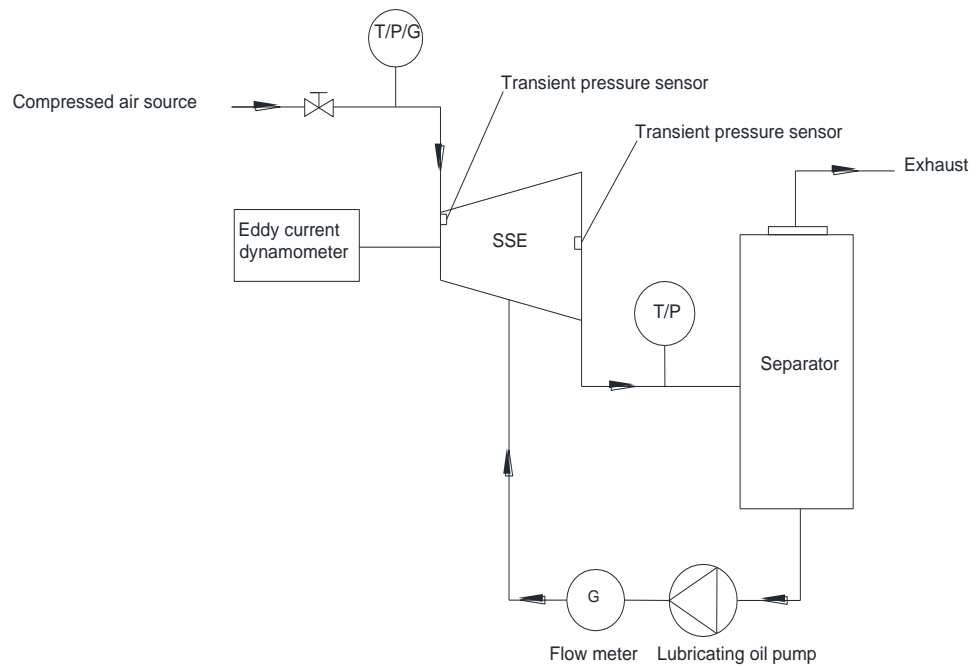 T/P/G
Transient pressure sensor
Compressed air source
Transient pressure sensor
Exhaust
Eddy current
dynamometer
SSE
T/P
Separator
G
Flow meter
Lubricating oil pump